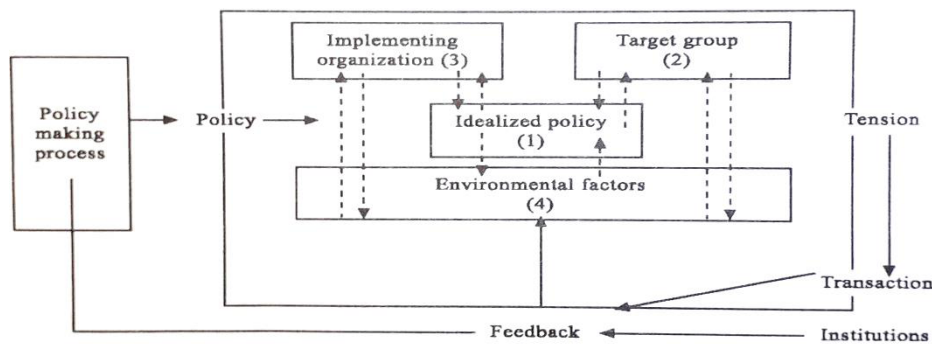 Implementing
organization (3)
Target group
(2)
Policy
making
process
Policy
Idealized policy
(1)
Tension
Environmental factors
(4)
Transaction
Feedback
Institutions